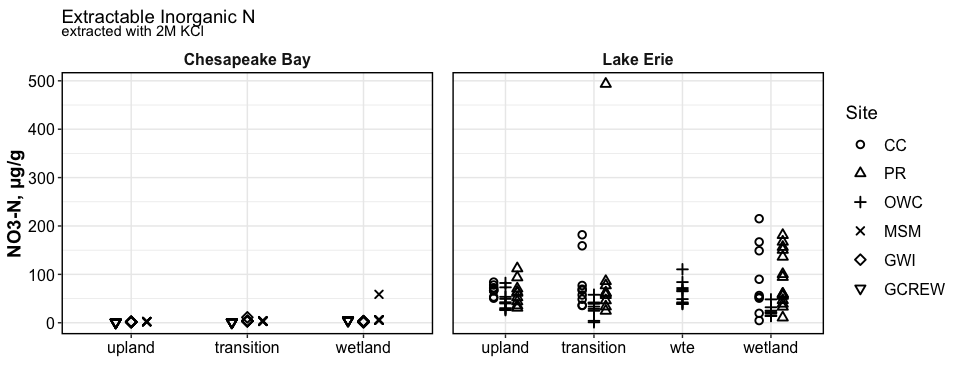 Extractable Inorganic N
extracted with 2M KCl
Chesapeake Bay
Lake Erie
NO3-N, μg/g
500
400
300
200
100
0
upland
transition
wetland
upland
transition
wte
wetland
Site
CC
PR
OWC
MSM
GWI
GCREW